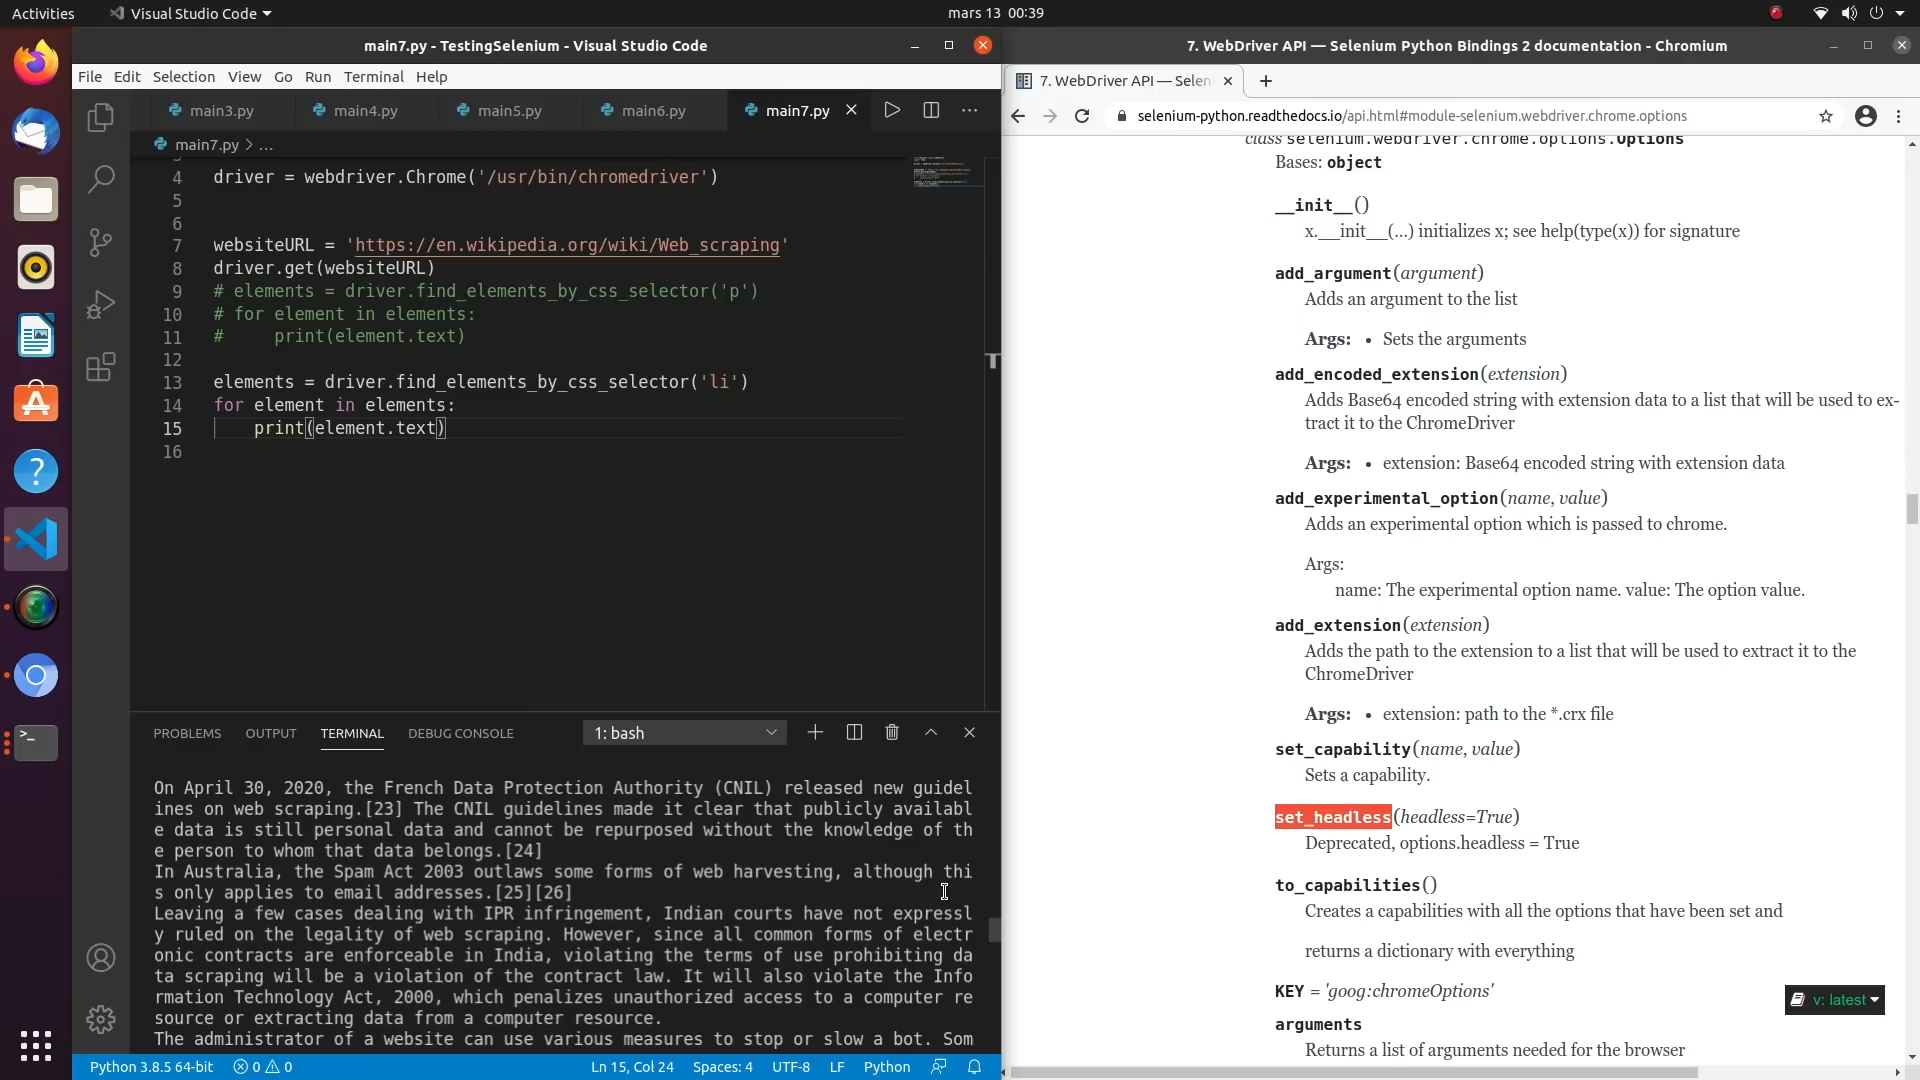 Activities
Visual Studio Code
mars 13 00:39
main7.py - TestingSelenium - Visual Studio Code
File Edit Selection View Go Run Terminal Help
main3.py main4.py main5.py main6.py main7.py
main7.py > ...
3
4 driver = webdriver.Chrome('/usr/bin/chromedriver')
5
6
7 websiteURL = 'https://en.wikipedia.org/wiki/Web_scraping'
8 driver.get(websiteURL)
9 # elements = driver.find_elements_by_css_selector('p')
10 # for element in elements:
11 #     print(element.text)
12
13 elements = driver.find_elements_by_css_selector('li')
14 for element in elements:
15     print(element.text)
16
PROBLEMS OUTPUT TERMINAL DEBUG CONSOLE 1: bash
On April 30, 2020, the French Data Protection Authority (CNIL) released new guidel
ines on web scraping.[23] The CNIL guidelines made it clear that publicly availabl
e data is still personal data and cannot be repurposed without the knowledge of th
e person to whom that data belongs.[24]
In Australia, the Spam Act 2003 outlaws some forms of web harvesting, although thi
s only applies to email addresses.[25][26]
Leaving a few cases dealing with IPR infringement, Indian courts have not expressl
y ruled on the legality of web scraping. However, since all common forms of electr
onic contracts are enforceable in India, violating the terms of use prohibiting da
ta scraping will be a violation of the contract law. It will also violate the Info
rmation Technology Act, 2000, which penalizes unauthorized access to a computer re
source or extracting data from a computer resource.
The administrator of a website can use various measures to stop or slow a bot. Som
Python 3.8.5 64-bit 0 0 Ln 15, Col 24 Spaces: 4 UTF-8 LF Python
7. WebDriver API — Selenium Python Bindings 2 documentation - Chromium
7. WebDriver API — Selen
selenium-python.readthedocs.io/api.html#module-selenium.webdriver.chrome.options
class selenium.webdriver.chrome.options.Options
Bases: object
__init__()
x.__init__(...) initializes x; see help(type(x)) for signature
add_argument(argument)
Adds an argument to the list
Args: • Sets the arguments
add_encoded_extension(extension)
Adds Base64 encoded string with extension data to a list that will be used to ex-
tract it to the ChromeDriver
Args: • extension: Base64 encoded string with extension data
add_experimental_option(name, value)
Adds an experimental option which is passed to chrome.
Args:
name: The experimental option name. value: The option value.
add_extension(extension)
Adds the path to the extension to a list that will be used to extract it to the
ChromeDriver
Args: • extension: path to the *.crx file
set_capability(name, value)
Sets a capability.
set_headless(headless=True)
Deprecated, options.headless = True
to_capabilities()
Creates a capabilities with all the options that have been set and
returns a dictionary with everything
KEY = 'goog:chromeOptions'
v: latest
arguments
Returns a list of arguments needed for the browser